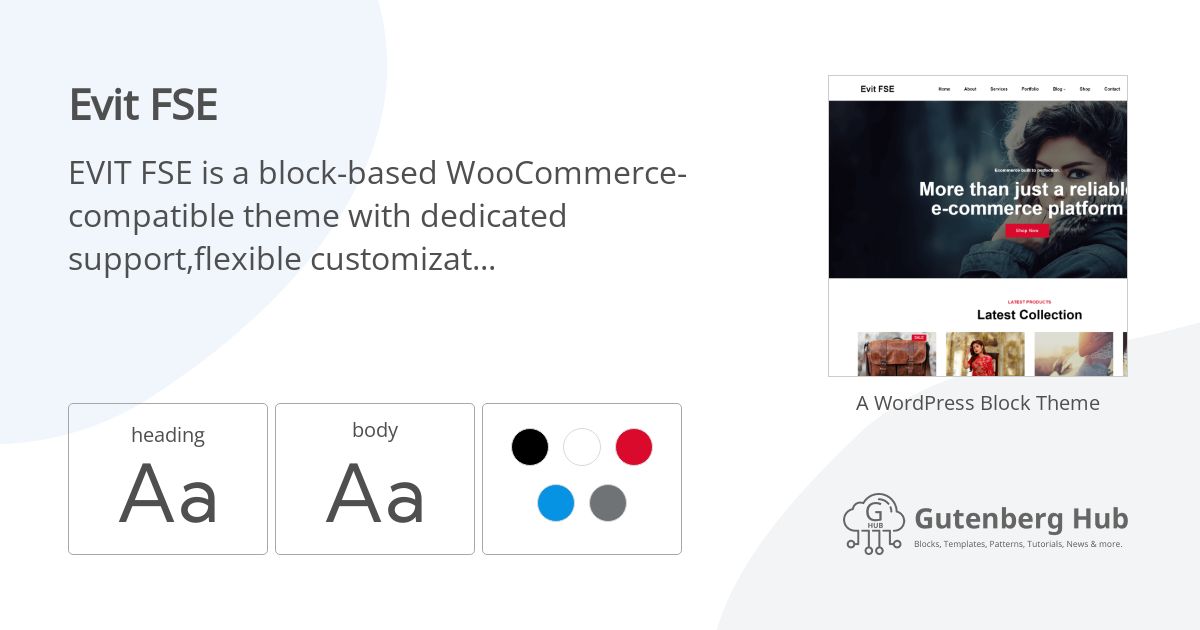 Evit FSE
EVIT FSE is a block-based WooCommerce-
compatible theme with dedicated
support,flexible customizat...
heading
Aa
body
Aa
Evit FSE
Home About Services Portfolio Blog - Shop Contact
Ecommerce built to perfection.
More than just a reliabl
e-commerce platform
Shop Now
LATEST PRODUCTS
Latest Collection
SALE
A WordPress Block Theme
G
HUB
Gutenberg Hub
Blocks, Templates, Patterns, Tutorials, News & more.